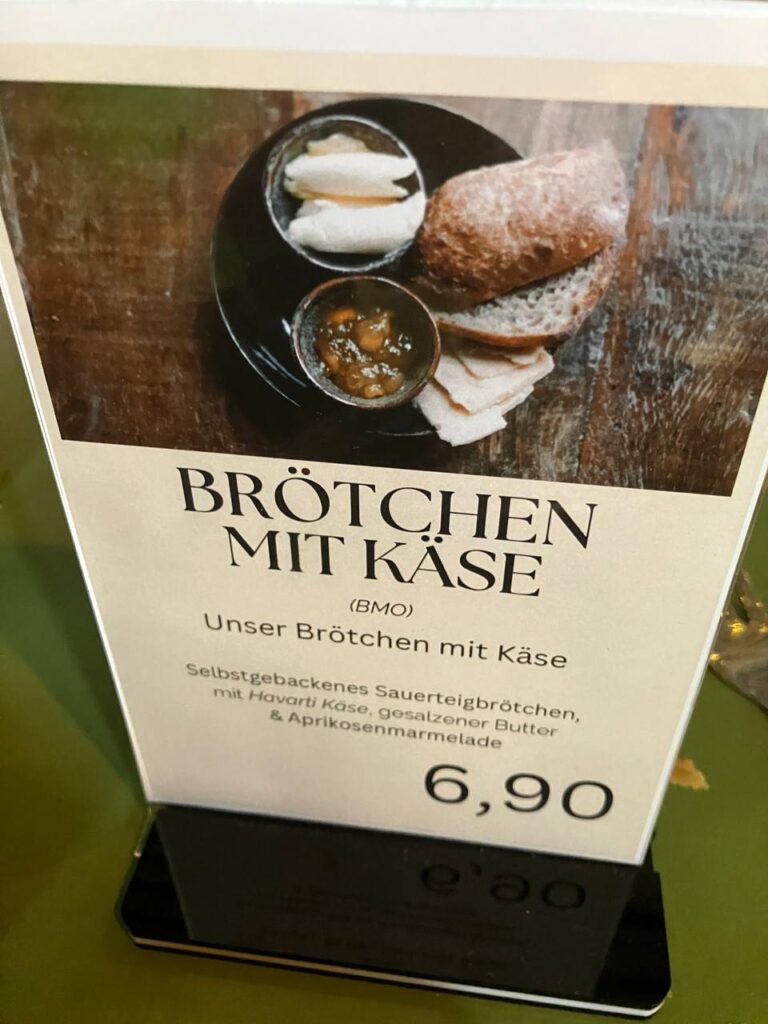 BRÖTCHEN
MIT KÄSE
(BMO)
Unser Brötchen mit Käse
Selbstgebackenes Sauerteigbrötchen,
mit Havarti Käse, gesalzener Butter
& Aprikosenmarmelade
6,90